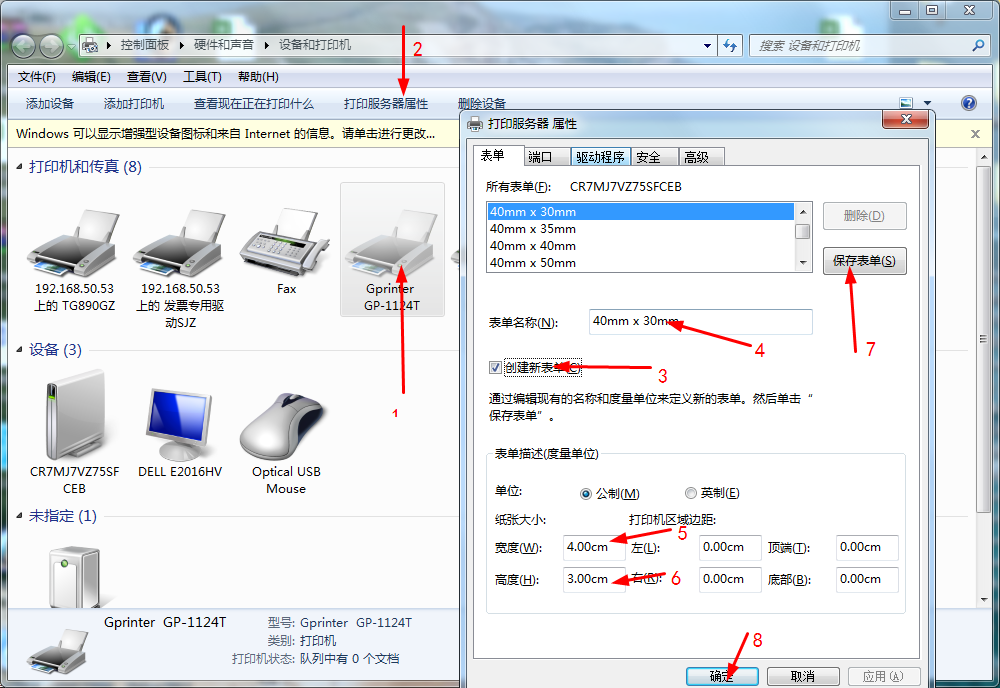 控制面板 ▸ 硬件和声音 ▸ 设备和打印机
搜索 设备和打印机
2
文件(F) 编辑(E) 查看(V) 工具(T) 帮助(H)
添加设备 添加打印机 查看现在正在打印什么 打印服务器属性 删除设备
Windows 可以显示增强型设备图标和来自 Internet 的信息。请单击进行更改...
打印机和传真 (8)
192.168.50.53
上的 TG890GZ
192.168.50.53
上的 发票专用驱
动SJZ
Fax
Gprinter
GP-1124T
1
设备 (3)
CR7MJ7VZ75SF
CEB
DELL E2016HV
Optical USB
Mouse
未指定 (1)
Gprinter GP-1124T
型号: Gprinter GP-1124T
类别: 打印机
打印机状态: 队列中有 0 个文档
打印服务器 属性
表单 端口 驱动程序 安全 高级
所有表单(F): CR7MJ7VZ75SFCEB
40mm x 30mm
40mm x 35mm
40mm x 40mm
40mm x 50mm
删除(D)
保存表单(S)
7
表单名称(N): 40mm x 30mm
4
创建新表单(C)
3
通过编辑现有的名称和度量单位来定义新的表单。然后单击“
保存表单”。
表单描述(度量单位)
单位: 公制(M) 英制(E)
纸张大小: 打印机区域边距:
宽度(W): 4.00cm 5 左(L): 0.00cm 顶端(T): 0.00cm
高度(H): 3.00cm 右(R): 6 0.00cm 底部(B): 0.00cm
8
确定 取消 应用(A)